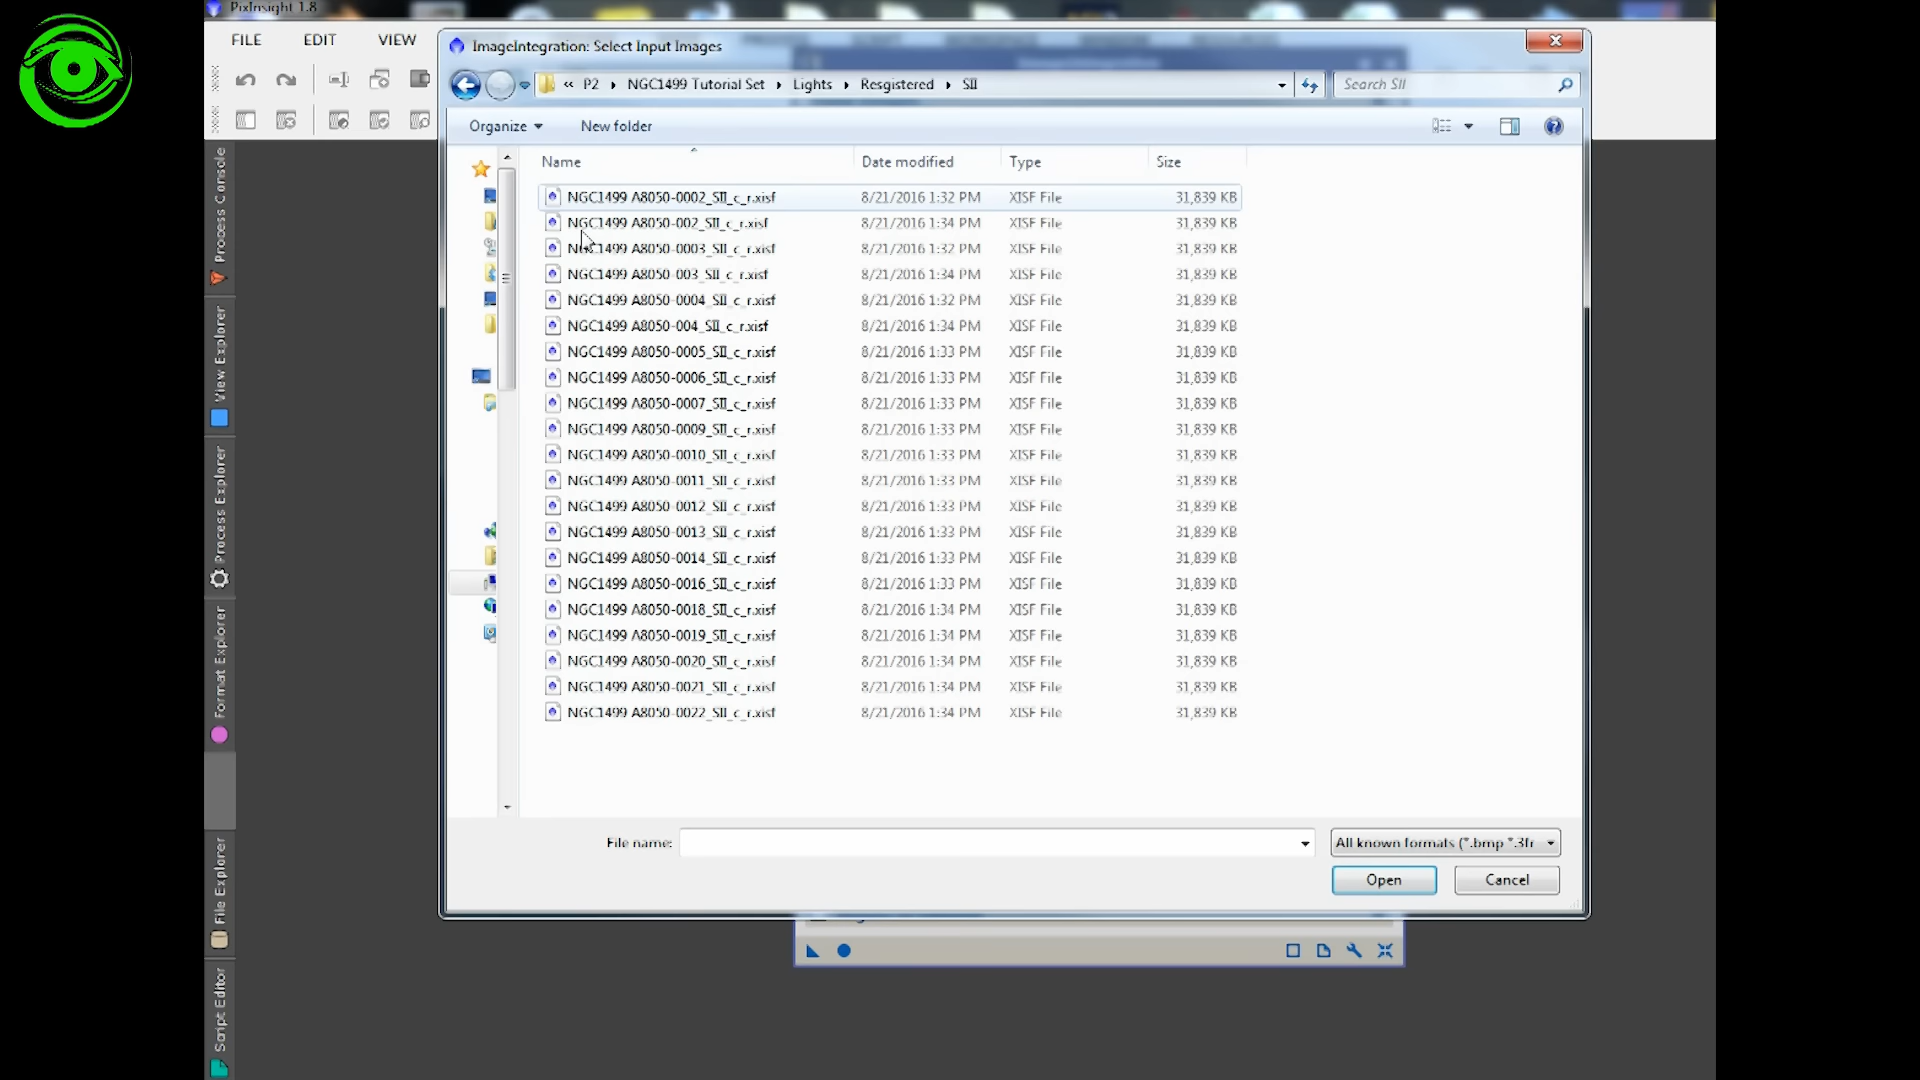 PixInsight 1.8
FILE EDIT VIEW
ImageIntegration: Select Input Images
« P2 NGC1499 Tutorial Set Lights Resgistered SII
Search SII
Organize New folder
Name Date modified Type Size
NGC1499 A8050-0002_SII_c_r.xisf 8/21/2016 1:32 PM XISF File 31,839 KB
NGC1499 A8050-002_SII_c_r.xisf 8/21/2016 1:34 PM XISF File 31,839 KB
NGC1499 A8050-0003_SII_c_r.xisf 8/21/2016 1:32 PM XISF File 31,839 KB
NGC1499 A8050-003_SII_c_r.xisf 8/21/2016 1:34 PM XISF File 31,839 KB
NGC1499 A8050-0004_SII_c_r.xisf 8/21/2016 1:32 PM XISF File 31,839 KB
NGC1499 A8050-004_SII_c_r.xisf 8/21/2016 1:34 PM XISF File 31,839 KB
NGC1499 A8050-0005_SII_c_r.xisf 8/21/2016 1:33 PM XISF File 31,839 KB
NGC1499 A8050-0006_SII_c_r.xisf 8/21/2016 1:33 PM XISF File 31,839 KB
NGC1499 A8050-0007_SII_c_r.xisf 8/21/2016 1:33 PM XISF File 31,839 KB
NGC1499 A8050-0009_SII_c_r.xisf 8/21/2016 1:33 PM XISF File 31,839 KB
NGC1499 A8050-0010_SII_c_r.xisf 8/21/2016 1:33 PM XISF File 31,839 KB
NGC1499 A8050-0011_SII_c_r.xisf 8/21/2016 1:33 PM XISF File 31,839 KB
NGC1499 A8050-0012_SII_c_r.xisf 8/21/2016 1:33 PM XISF File 31,839 KB
NGC1499 A8050-0013_SII_c_r.xisf 8/21/2016 1:33 PM XISF File 31,839 KB
NGC1499 A8050-0014_SII_c_r.xisf 8/21/2016 1:33 PM XISF File 31,839 KB
NGC1499 A8050-0016_SII_c_r.xisf 8/21/2016 1:33 PM XISF File 31,839 KB
NGC1499 A8050-0018_SII_c_r.xisf 8/21/2016 1:34 PM XISF File 31,839 KB
NGC1499 A8050-0019_SII_c_r.xisf 8/21/2016 1:34 PM XISF File 31,839 KB
NGC1499 A8050-0020_SII_c_r.xisf 8/21/2016 1:34 PM XISF File 31,839 KB
NGC1499 A8050-0021_SII_c_r.xisf 8/21/2016 1:34 PM XISF File 31,839 KB
NGC1499 A8050-0022_SII_c_r.xisf 8/21/2016 1:34 PM XISF File 31,839 KB
File name:
All known formats (*.bmp *.3fr
Open Cancel
Process Console
View Explorer
Process Explorer
Format Explorer
File Explorer
Script Editor